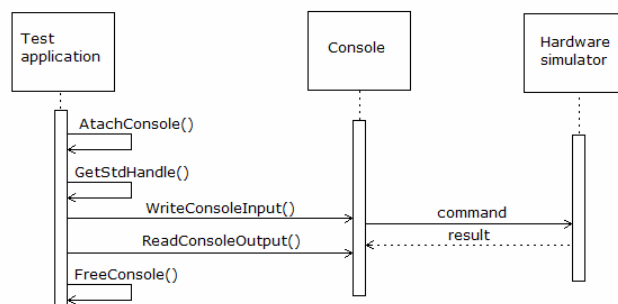 Test
application
Console
Hardware
simulator
AtachConsole()
GetStdHandle()
WriteConsoleInput()
command
result
ReadConsoleOutput()
FreeConsole()